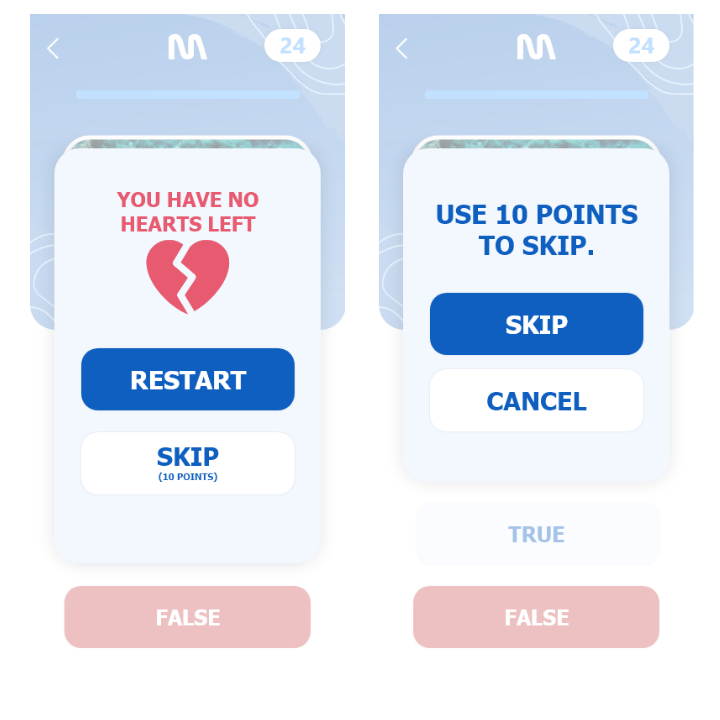 24
YOU HAVE NO
HEARTS LEFT
RESTART
SKIP
(10 POINTS)
FALSE
24
USE 10 POINTS
TO SKIP.
SKIP
CANCEL
TRUE
FALSE